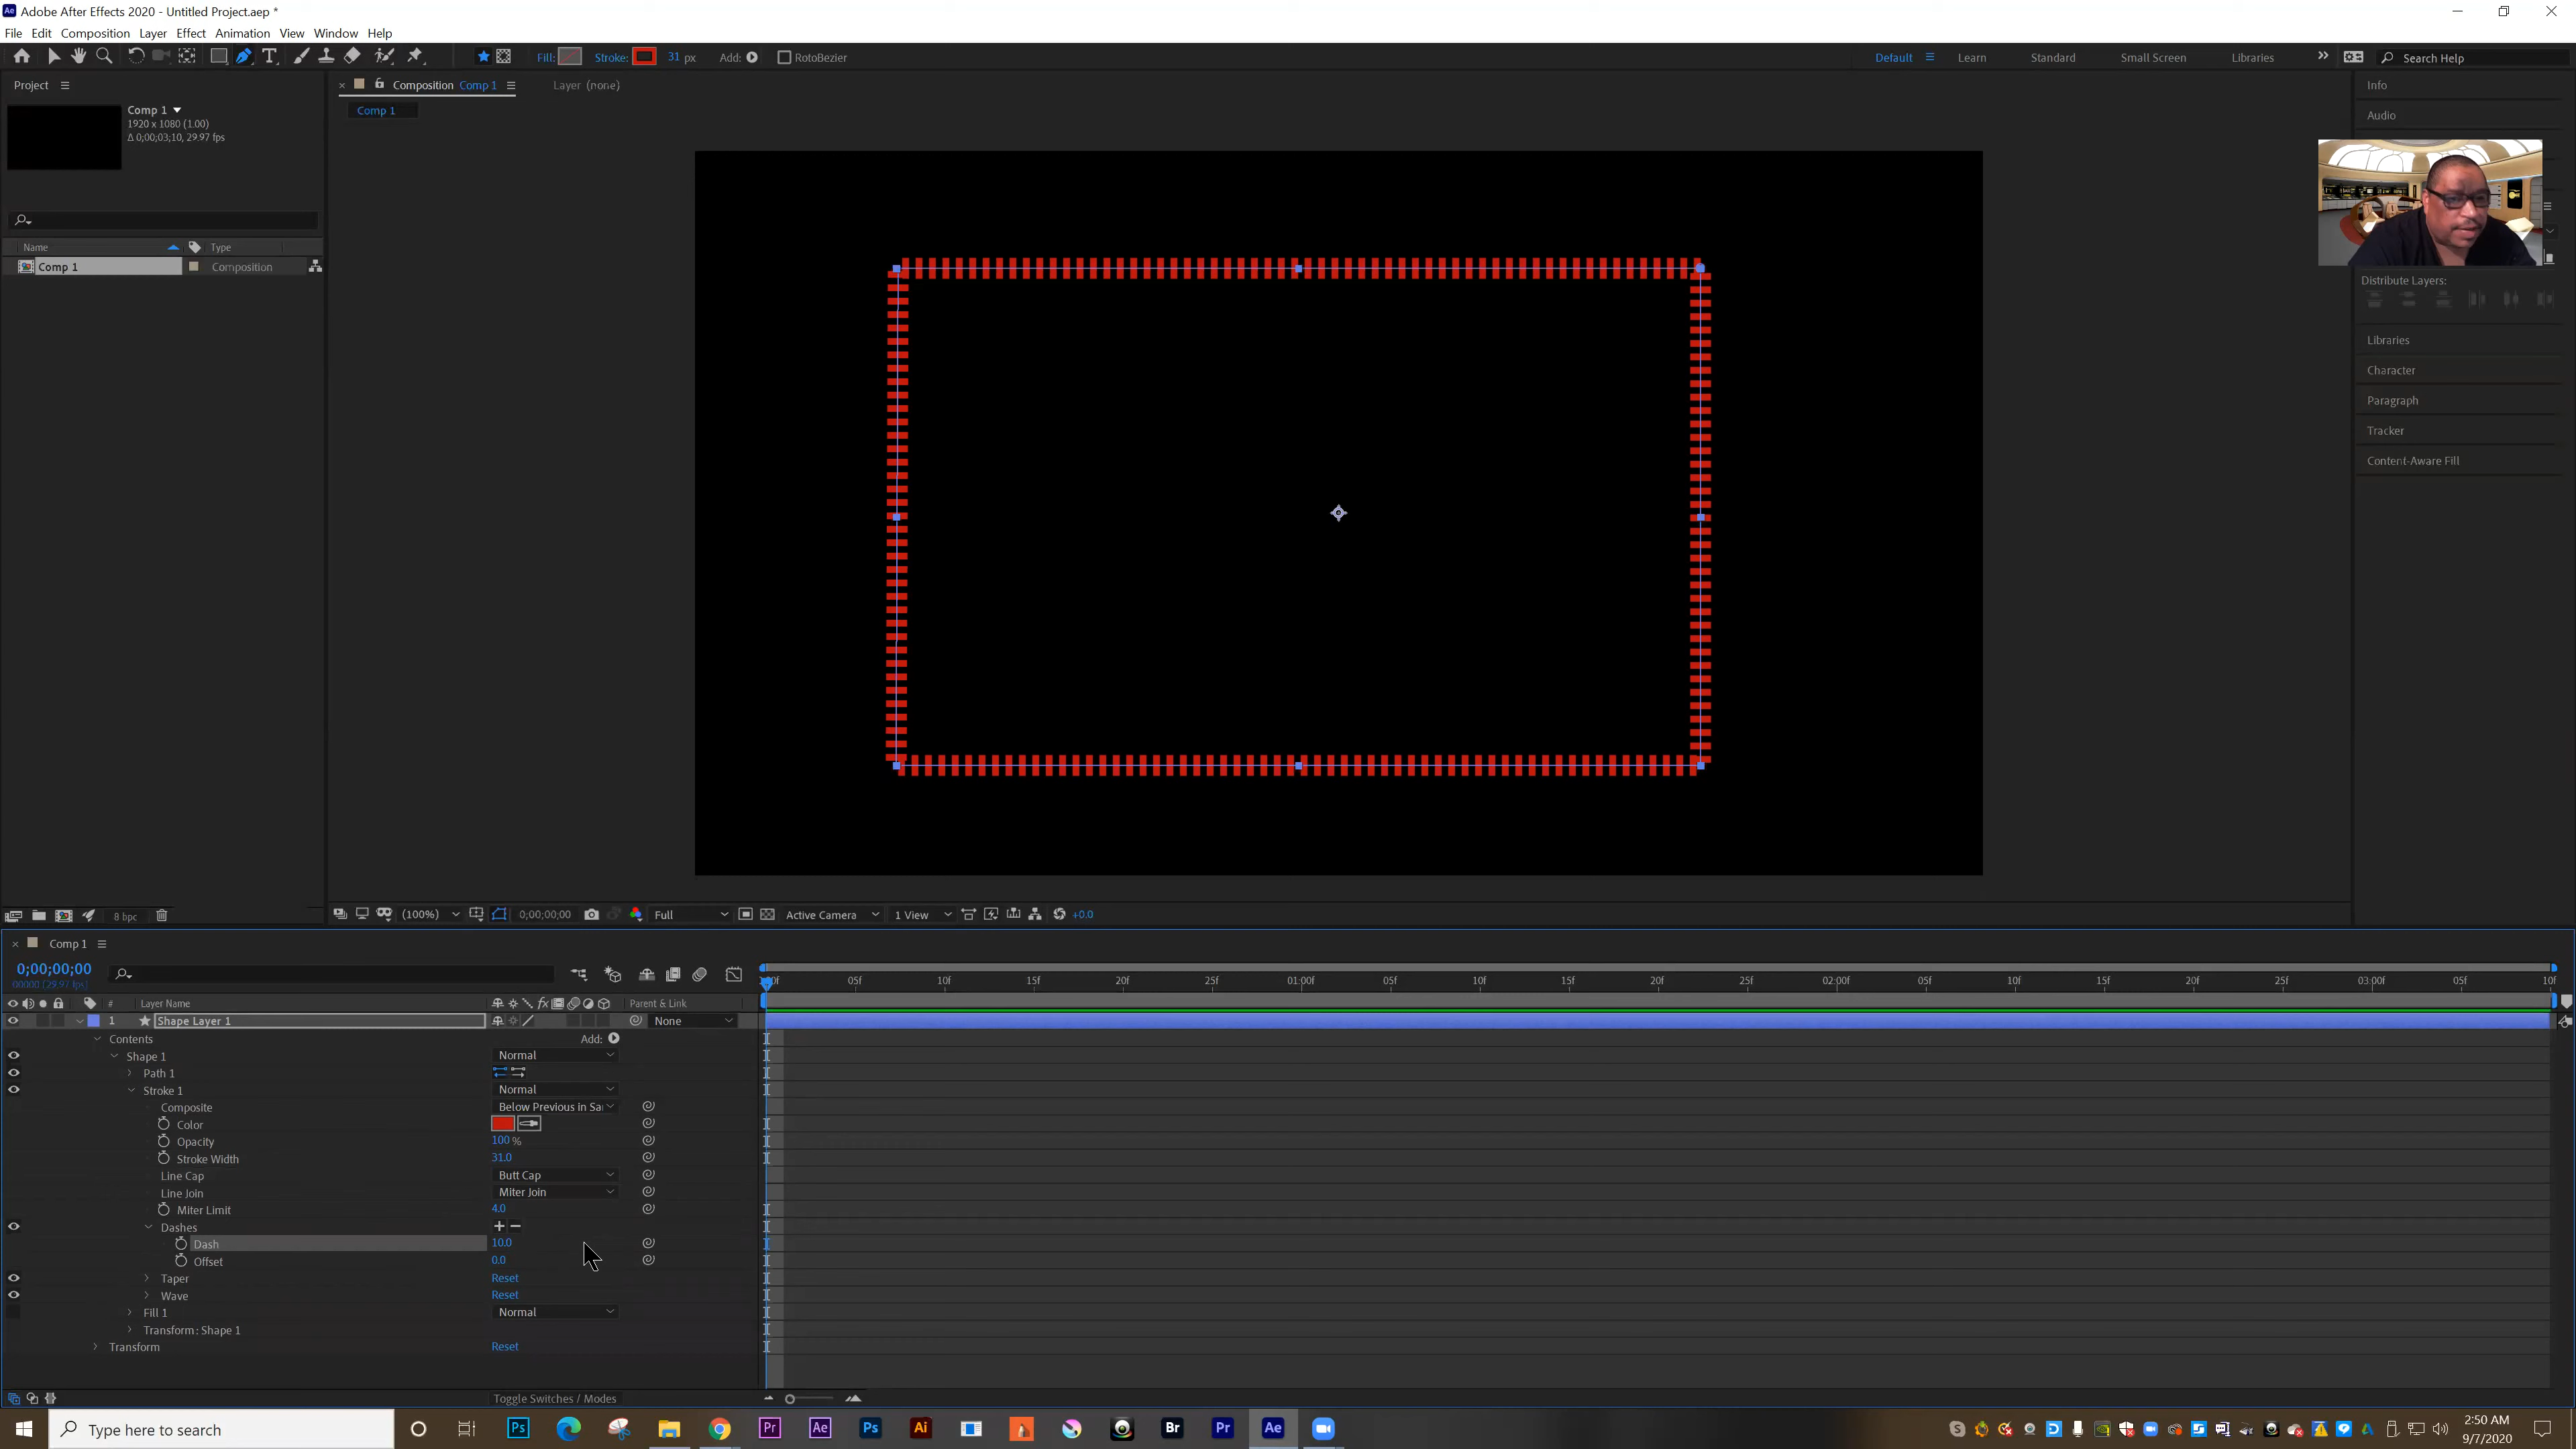 Adobe After Effects 2020 - Untitled Project.aep *
File Edit Composition Layer Effect Animation View Window Help
Fill: Stroke: 31 px Add: RotoBezier Default Learn Standard Small Screen Libraries Search Help
Project
Composition Comp 1 Layer (none)
Comp 1
Comp 1
1920 x 1080 (1.00)
Δ 0;00;03;10, 29.97 fps
Name Type
Comp 1 Composition
Info
Audio
Distribute Layers:
Libraries
Character
Paragraph
Tracker
Content-Aware Fill
8 bpc
(100%) 0;00;00;00 Full Active Camera 1 View +0.0
Comp 1
0;00;00;00
00000 (29.97 fps)
05f 10f 15f 20f 25f 01:00f 05f 10f 15f 20f 25f 02:00f 05f 10f 15f 20f 25f 03:00f 05f 10f
# Layer Name Parent & Link
1 Shape Layer 1 None
Contents Add:
Shape 1 Normal
Path 1
Stroke 1 Normal
Composite Below Previous in Sa
Color
Opacity 100 %
Stroke Width 31.0
Line Cap Butt Cap
Line Join Miter Join
Miter Limit 4.0
Dashes + −
Dash 10.0
Offset 0.0
Taper Reset
Wave Reset
Fill 1 Normal
Transform: Shape 1
Transform Reset
Toggle Switches / Modes
Type here to search
2:50 AM
9/7/2020